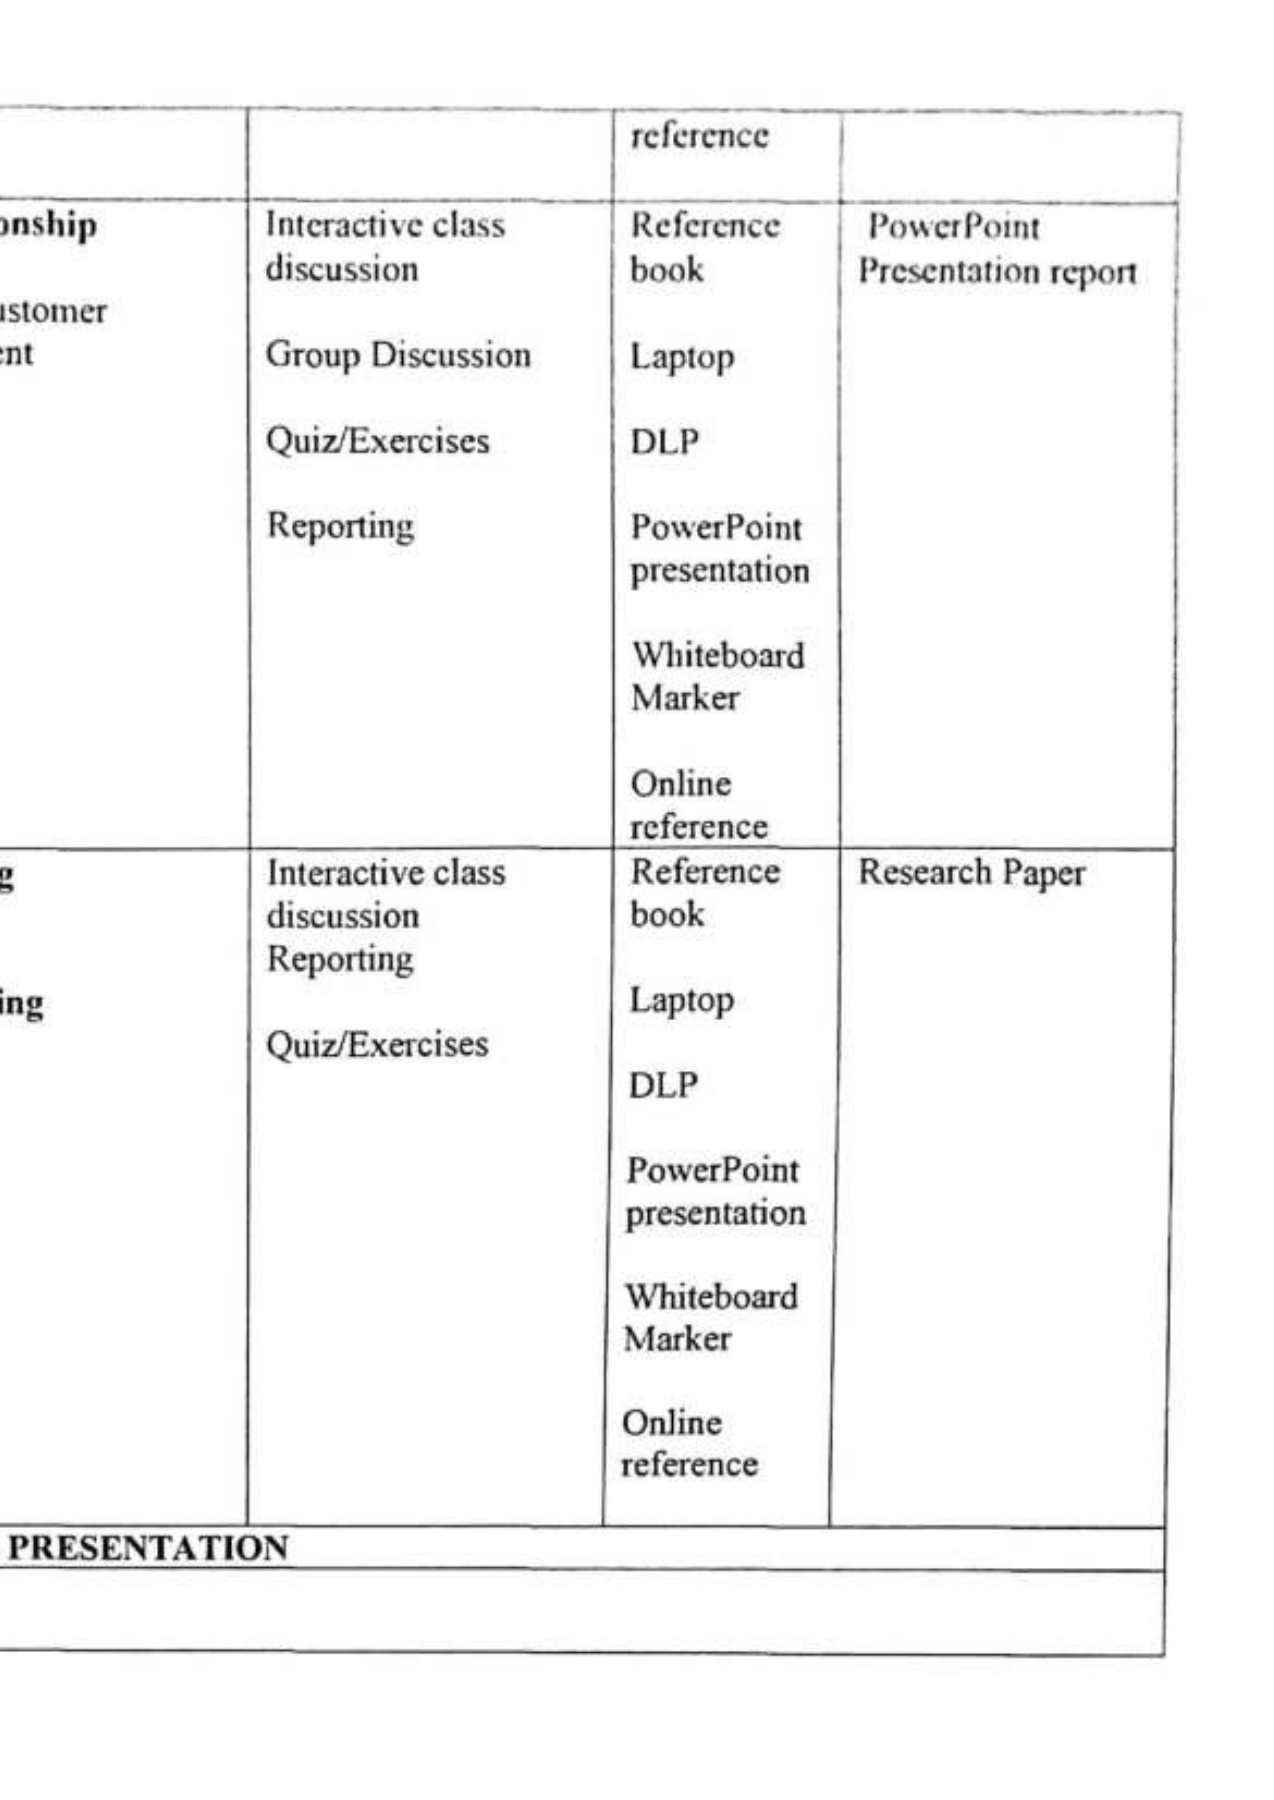 reference
onship
ustomer
ent
Interactive class
discussion
Group Discussion
Quiz/Exercises
Reporting
Reference
book
Laptop
DLP
PowerPoint
presentation
Whiteboard
Marker
Online
reference
PowerPoint
Presentation report
g
ing
Interactive class
discussion
Reporting
Quiz/Exercises
Reference
book
Laptop
DLP
PowerPoint
presentation
Whiteboard
Marker
Online
reference
Research Paper
PRESENTATION